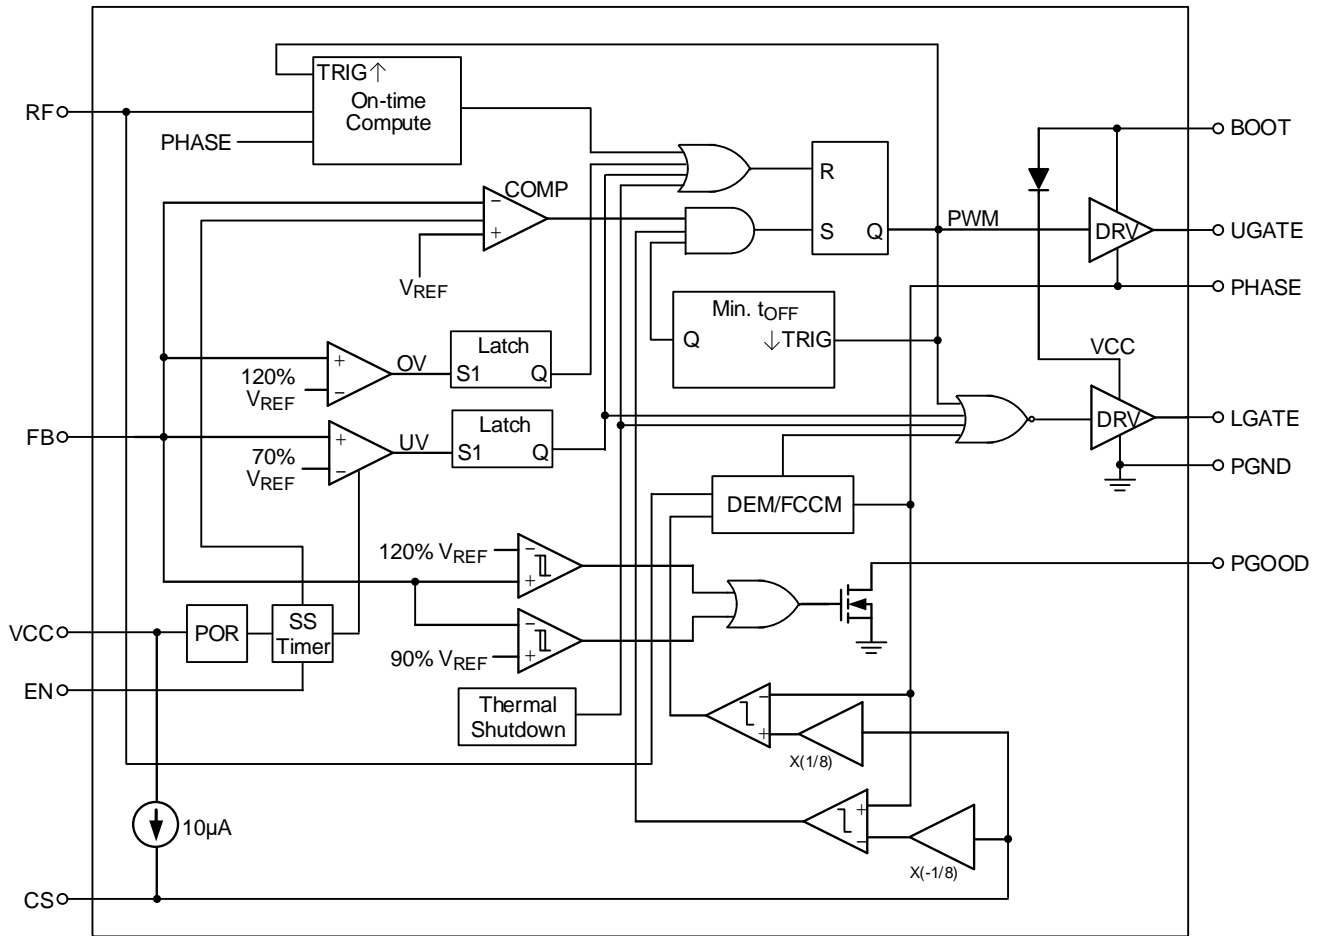 TRIG↑
On-time
Compute
RF
PHASE
BOOT
COMP
R
S
Q
PWM
DRV
UGATE
−
+
VREF
PHASE
Min. tOFF
Q
↓TRIG
VCC
Latch
S1
Q
OV
+
−
120%
VREF
DRV
LGATE
FB
Latch
S1
Q
UV
+
−
70%
VREF
PGND
DEM/FCCM
120% VREF
−
+
PGOOD
VCC
POR
SS
Timer
−
+
90% VREF
EN
Thermal
Shutdown
−
+
X(1/8)
10µA
+
−
X(-1/8)
CS